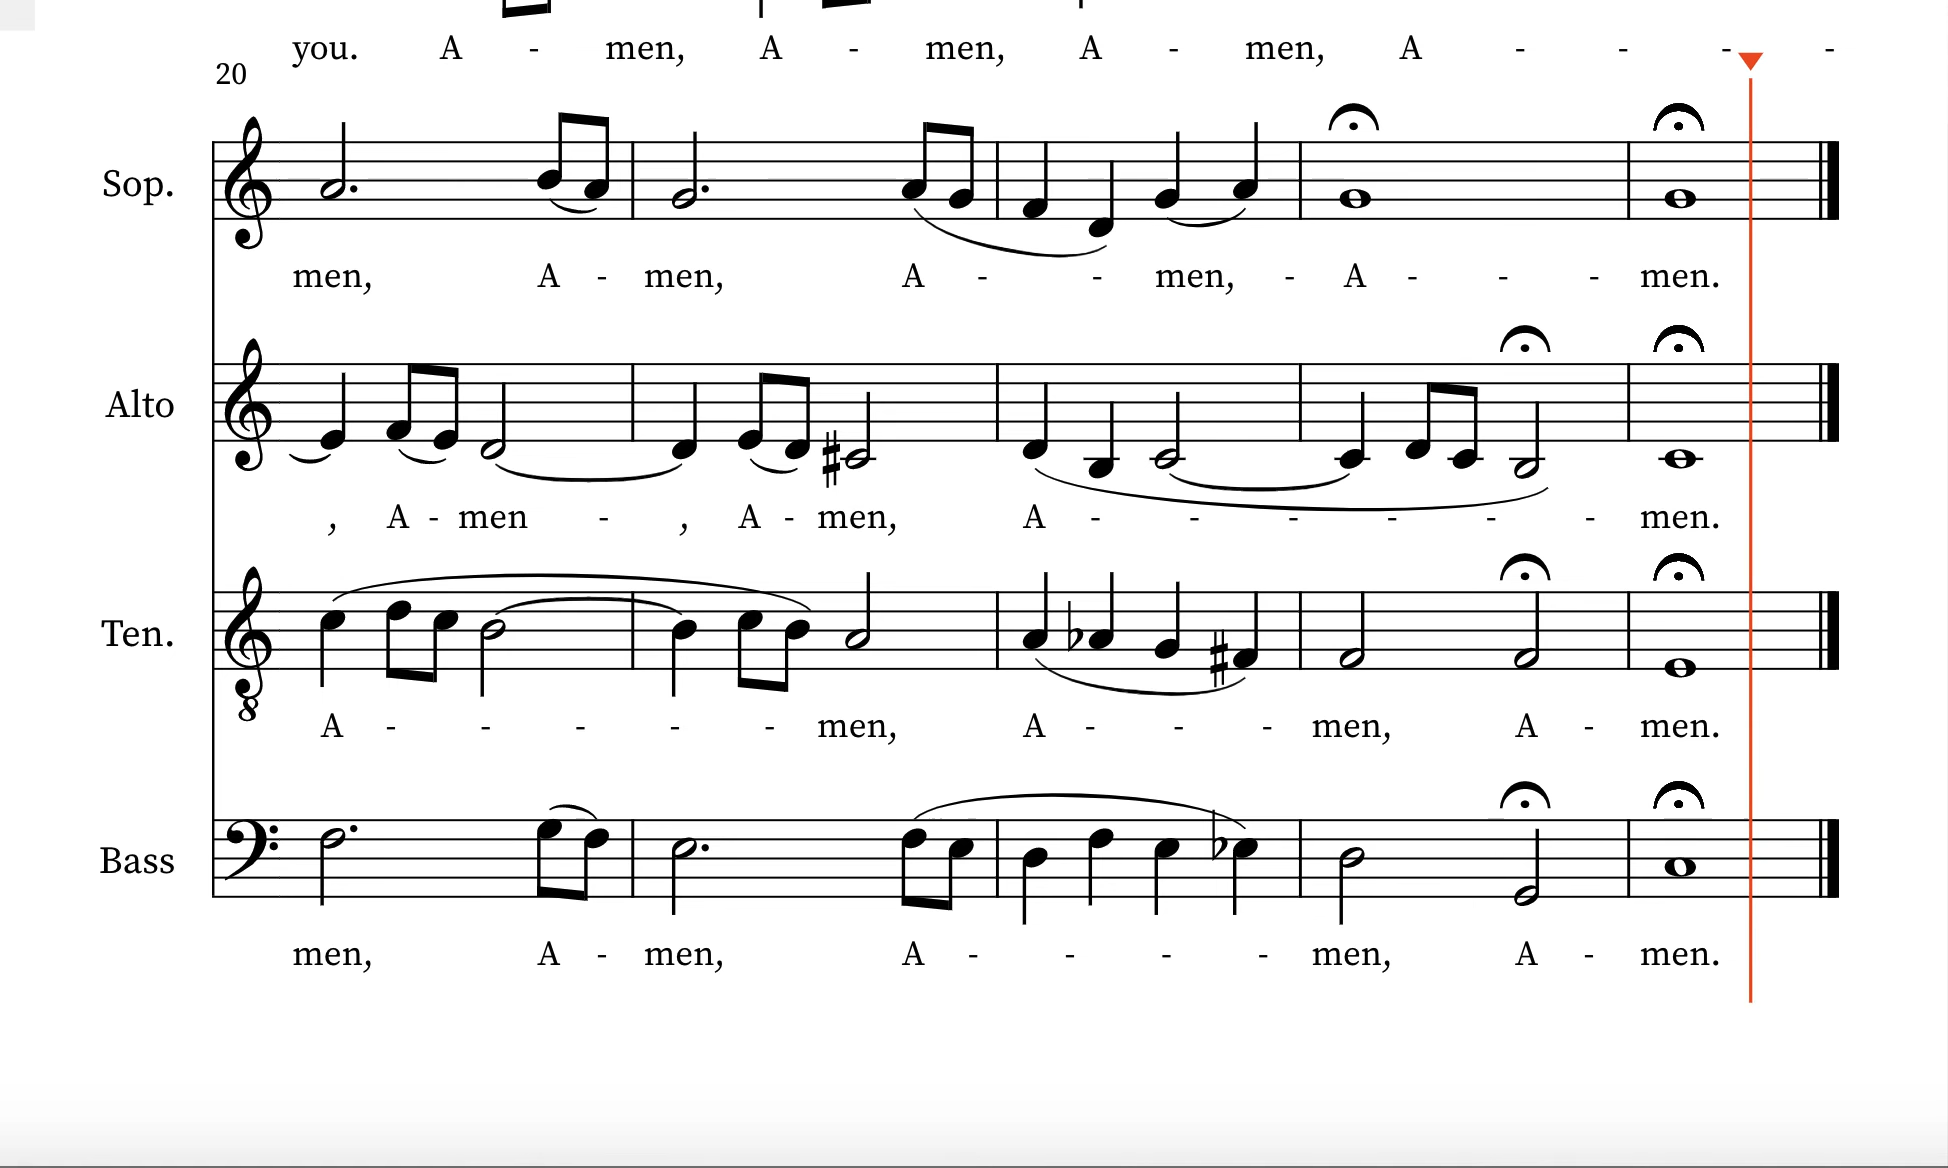 you. A - men, A - men, A - men, A - - - -
20
Sop.
men, A - men, A - - men, - A - - - men.
Alto
, A - men - , A - men, A - - - - - - men.
Ten.
8
A - - - - - men, A - - - men, A - men.
Bass
men, A - men, A - - - - men, A - men.